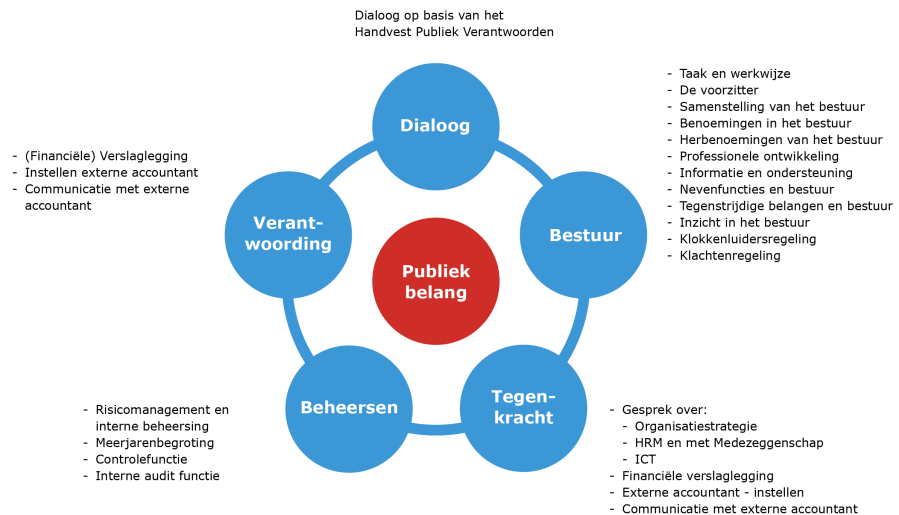 Dialoog op basis van het
Handvest Publiek Verantwoorden
Dialoog
- Taak en werkwijze
- De voorzitter
- Samenstelling van het bestuur
- Benoemingen in het bestuur
- Herbenoemingen van het bestuur
- Professionele ontwikkeling
- Informatie en ondersteuning
- Nevenfuncties en bestuur
- Tegenstrijdige belangen en bestuur
- Inzicht in het bestuur
- Klokkenluidersregeling
- Klachtenregeling
- (Financiële) Verslaglegging
- Instellen externe accountant
- Communicatie met externe
accountant
Verant-
woording
Bestuur
Publiek
belang
Beheersen
Tegen-
kracht
- Risicomanagement en
interne beheersing
- Meerjarenbegroting
- Controlefunctie
- Interne audit functie
- Gesprek over:
- Organisatiestrategie
- HRM en met Medezeggenschap
- ICT
- Financiële verslaglegging
- Externe accountant - instellen
- Communicatie met externe accountant